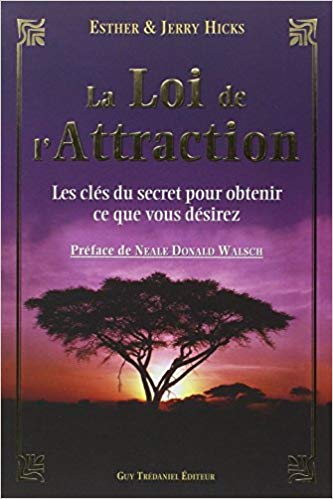 ESTHER & JERRY HICKS
La Loi de
l'Attraction
Les clés du secret pour obtenir
ce que vous désirez
Préface de NEALE DONALD WALSCH
GUY TRÉDANIEL ÉDITEUR